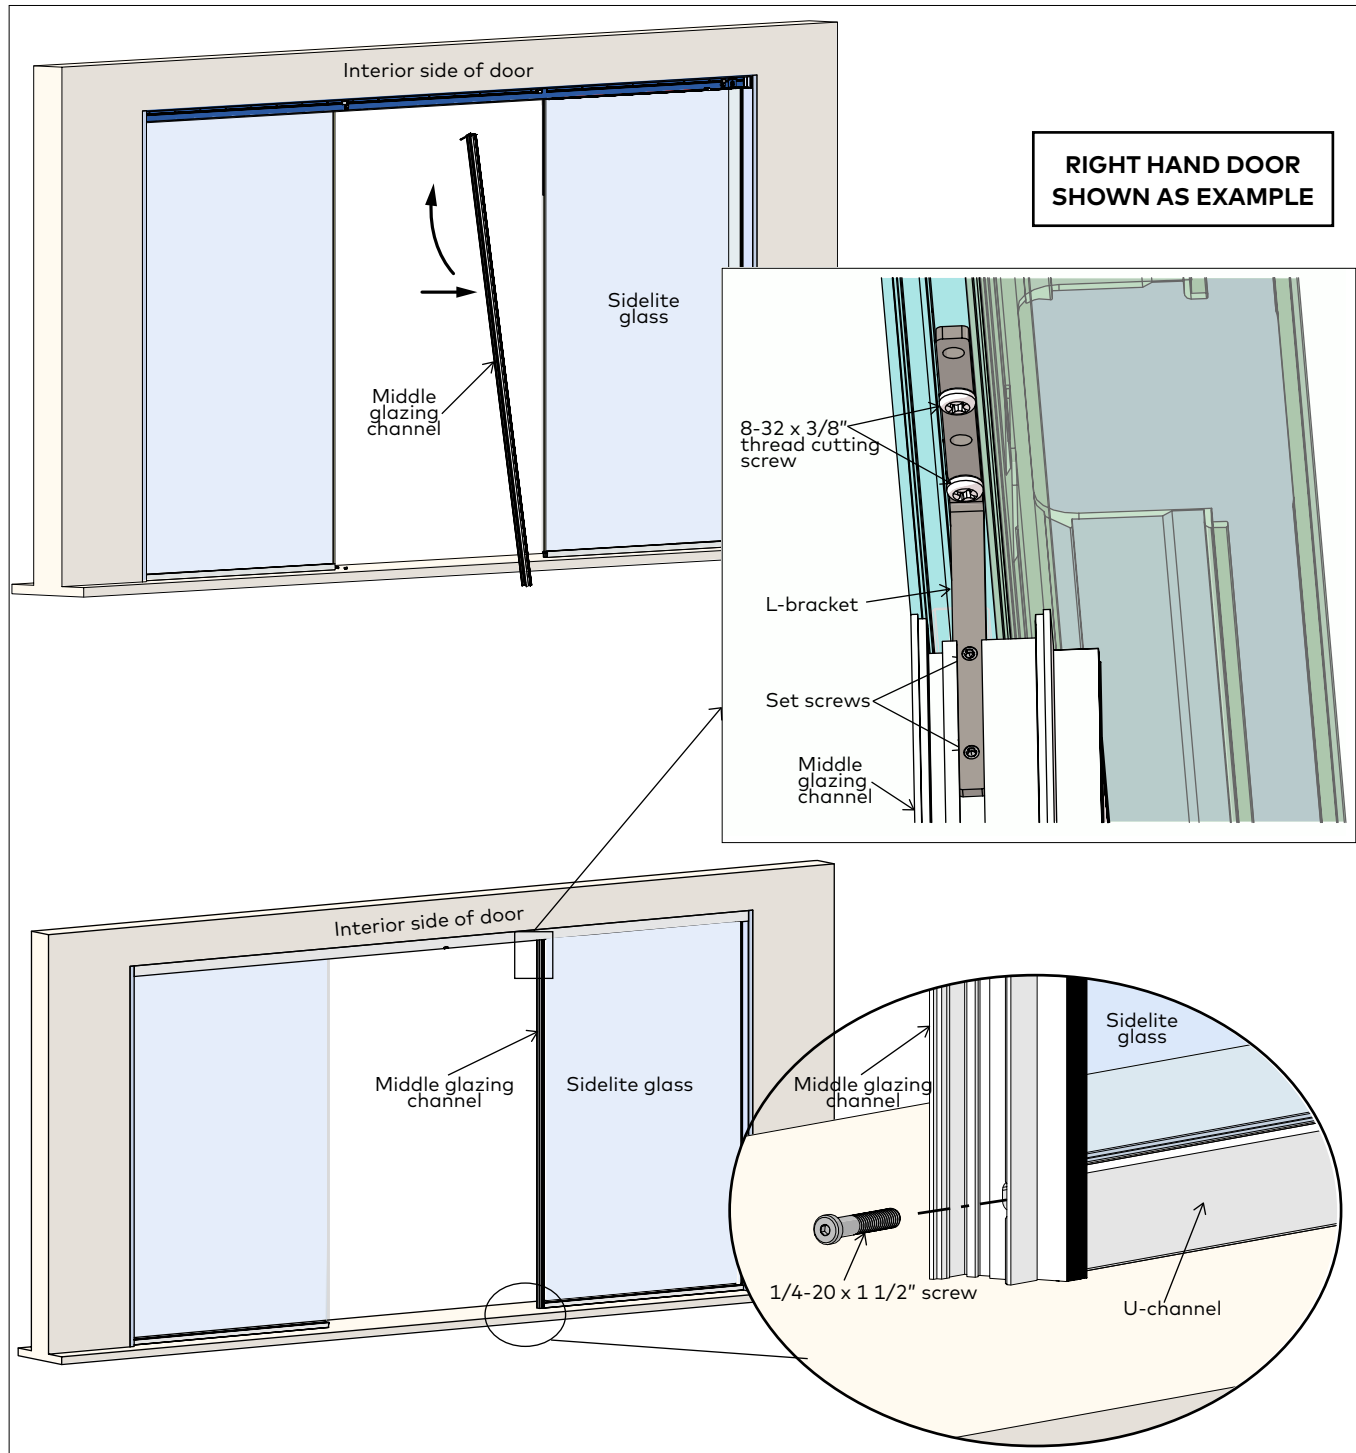 Interior side of door
RIGHT HAND DOOR
SHOWN AS EXAMPLE
Sidelite
glass
Middle
glazing
channel
8-32 x 3/8”
thread cutting
screw
L-bracket
Set screws
Middle
glazing
channel
Interior side of door
Middle glazing
channel
Sidelite glass
Sidelite
glass
Middle glazing
channel
1/4-20 x 1 1/2” screw
U-channel